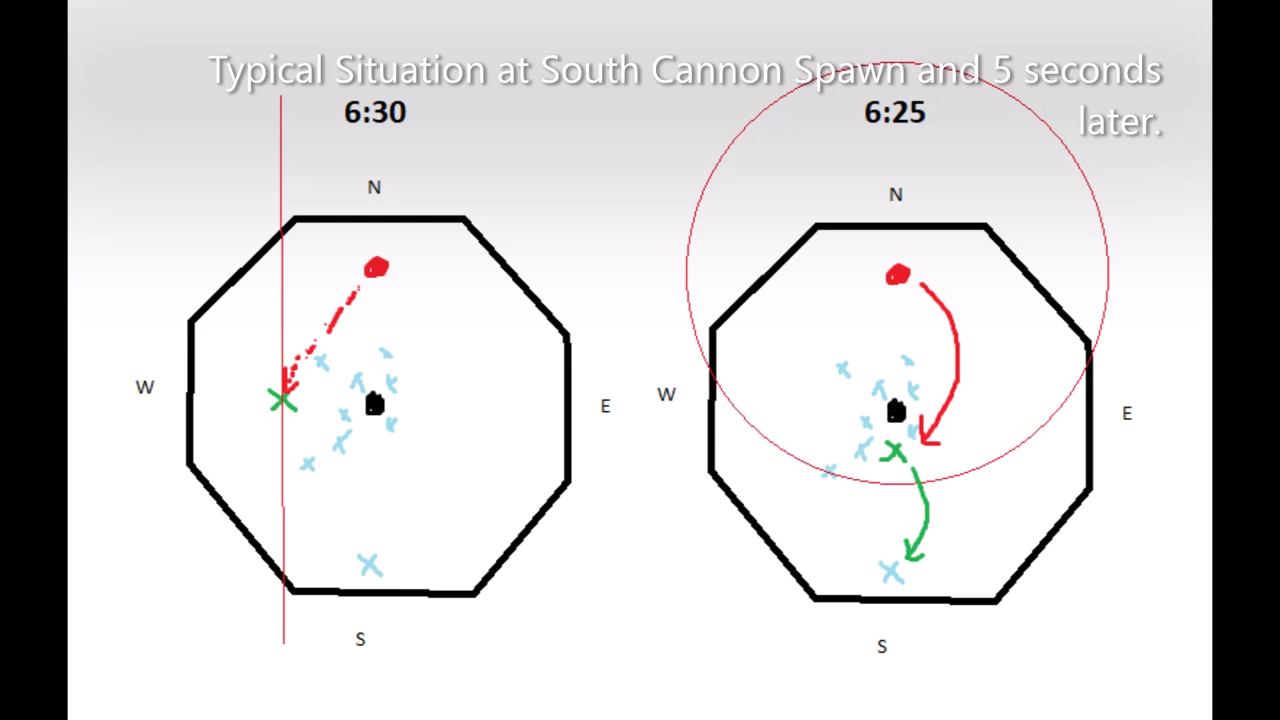 Typical Situation at South Cannon Spawn and 5 seconds
later.
6:30
6:25
N
N
W
E
W
E
S
S